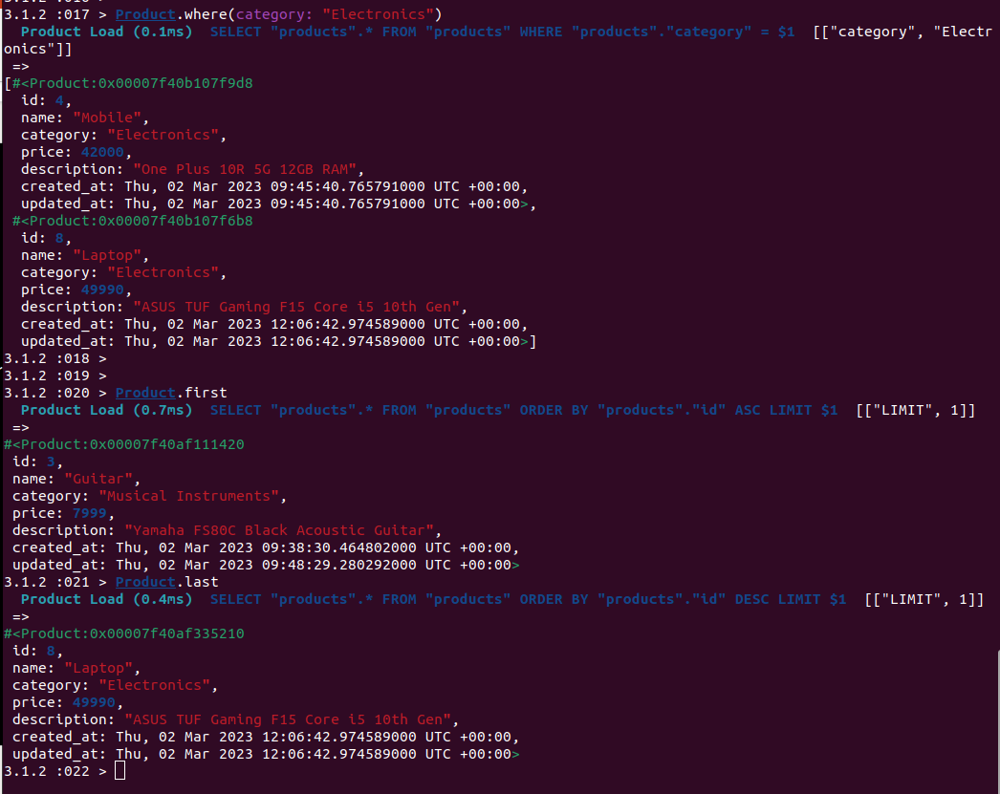 3.1.2 :017 > Product.where(category: "Electronics")
  Product Load (0.1ms)  SELECT "products".* FROM "products" WHERE "products"."category" = $1  [["category", "Electr
onics"]]
 =>
[#<Product:0x00007f40b107f9d8
  id: 4,
  name: "Mobile",
  category: "Electronics",
  price: 42000,
  description: "One Plus 10R 5G 12GB RAM",
  created_at: Thu, 02 Mar 2023 09:45:40.765791000 UTC +00:00,
  updated_at: Thu, 02 Mar 2023 09:45:40.765791000 UTC +00:00>,
 #<Product:0x00007f40b107f6b8
  id: 8,
  name: "Laptop",
  category: "Electronics",
  price: 49990,
  description: "ASUS TUF Gaming F15 Core i5 10th Gen",
  created_at: Thu, 02 Mar 2023 12:06:42.974589000 UTC +00:00,
  updated_at: Thu, 02 Mar 2023 12:06:42.974589000 UTC +00:00>]
3.1.2 :018 >
3.1.2 :019 >
3.1.2 :020 > Product.first
  Product Load (0.7ms)  SELECT "products".* FROM "products" ORDER BY "products"."id" ASC LIMIT $1  [["LIMIT", 1]]
 =>
#<Product:0x00007f40af111420
 id: 3,
 name: "Guitar",
 category: "Musical Instruments",
 price: 7999,
 description: "Yamaha FS80C Black Acoustic Guitar",
 created_at: Thu, 02 Mar 2023 09:38:30.464802000 UTC +00:00,
 updated_at: Thu, 02 Mar 2023 09:48:29.280292000 UTC +00:00>
3.1.2 :021 > Product.last
  Product Load (0.4ms)  SELECT "products".* FROM "products" ORDER BY "products"."id" DESC LIMIT $1  [["LIMIT", 1]]
 =>
#<Product:0x00007f40af335210
 id: 8,
 name: "Laptop",
 category: "Electronics",
 price: 49990,
 description: "ASUS TUF Gaming F15 Core i5 10th Gen",
 created_at: Thu, 02 Mar 2023 12:06:42.974589000 UTC +00:00,
 updated_at: Thu, 02 Mar 2023 12:06:42.974589000 UTC +00:00>
3.1.2 :022 >